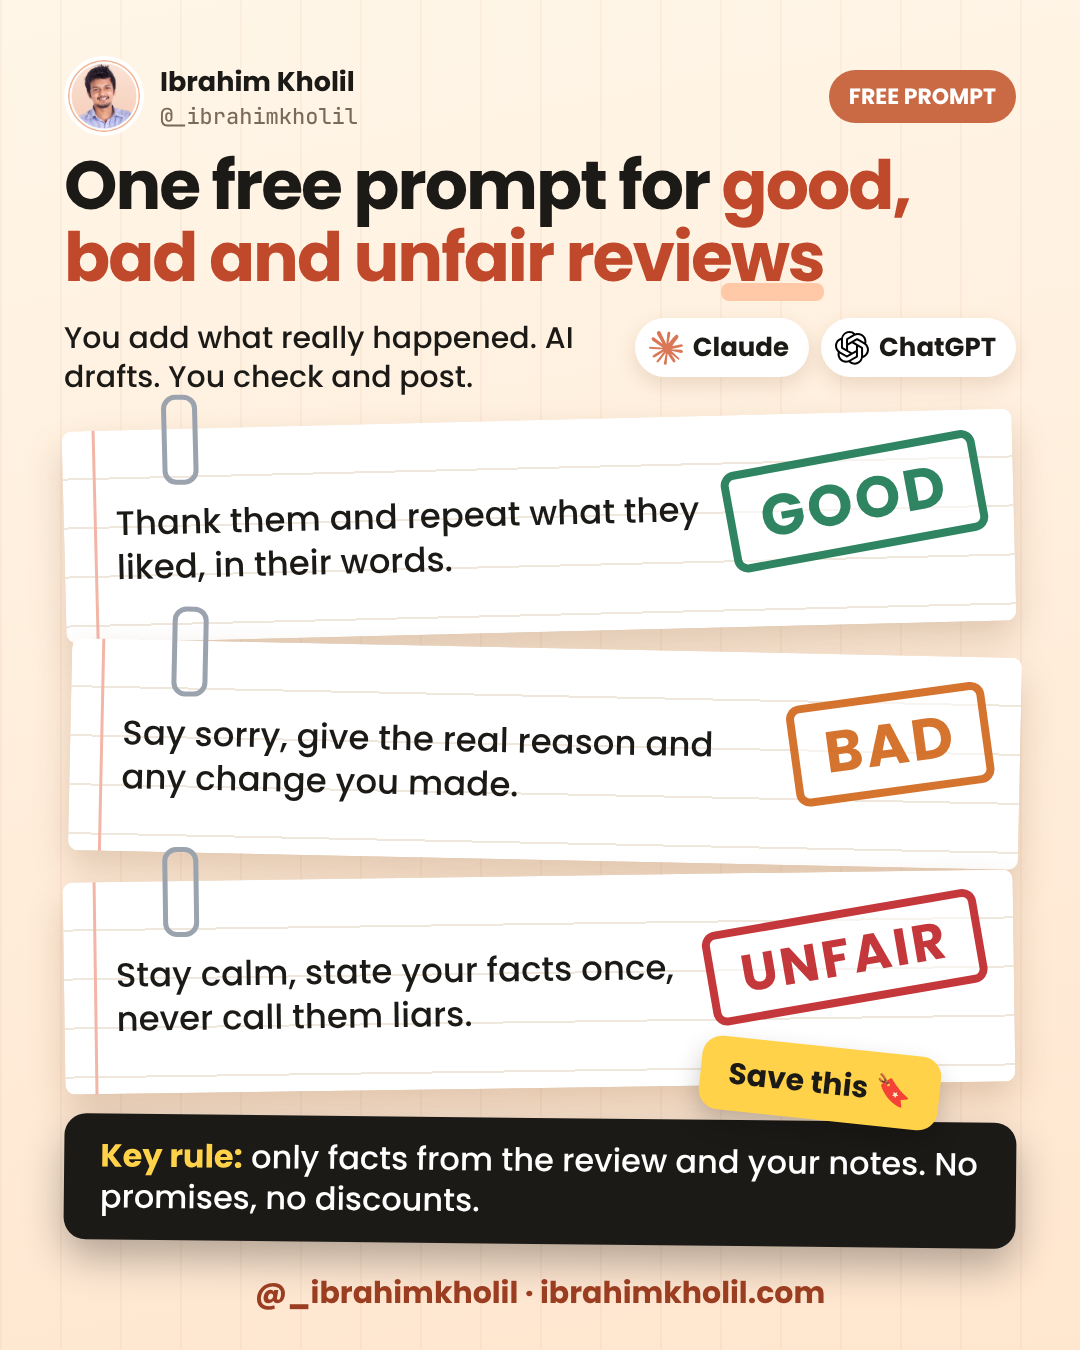 Ibrahim Kholil
@_ibrahimkholil
FREE PROMPT
One free prompt for good,
bad and unfair reviews
You add what really happened. AI
drafts. You check and post.
Claude
ChatGPT
Thank them and repeat what they
liked, in their words.
GOOD
Say sorry, give the real reason and
any change you made.
BAD
Stay calm, state your facts once,
never call them liars.
UNFAIR
Save this 🔖
Key rule: only facts from the review and your notes. No
promises, no discounts.
@_ibrahimkholil · ibrahimkholil.com